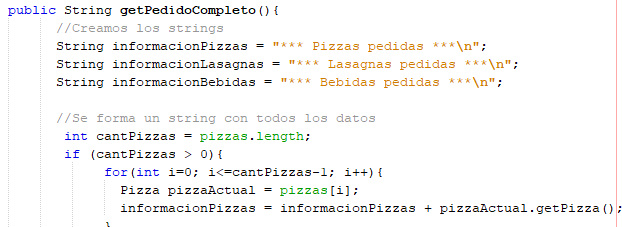 public String getPedidoCompleto(){
//Creamos los strings
String informacionPizzas = "*** Pizzas pedidas ***\n";
String informacionLasagnas = "*** Lasagnas pedidas ***\n";
String informacionBebidas = "*** Bebidas pedidas ***\n";
//Se forma un string con todos los datos
int cantPizzas = pizzas.length;
if (cantPizzas > 0){
for(int i=0; i<=cantPizzas-1; i++){
Pizza pizzaActual = pizzas[i];
informacionPizzas = informacionPizzas + pizzaActual.getPizza();
}